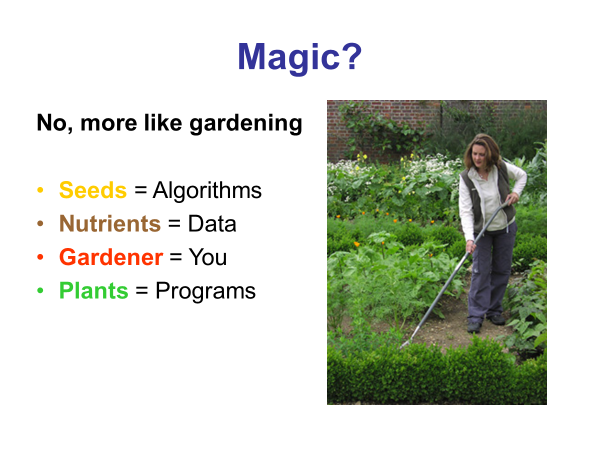 Magic?
No, more like gardening
• Seeds = Algorithms
• Nutrients = Data
• Gardener = You
• Plants = Programs